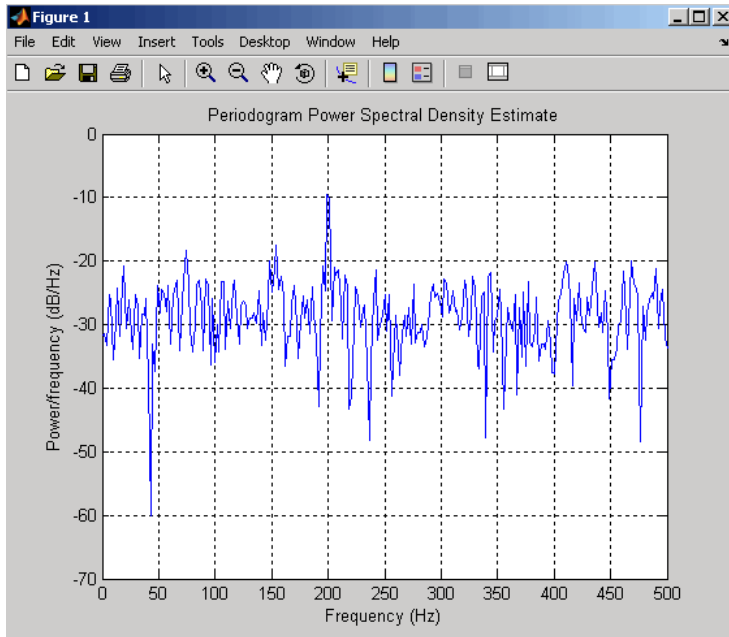 Figure 1
File Edit View Insert Tools Desktop Window Help
Periodogram Power Spectral Density Estimate
0
-10
-20
-30
-40
-50
-60
-70
Power/frequency (dB/Hz)
0 50 100 150 200 250 300 350 400 450 500
Frequency (Hz)